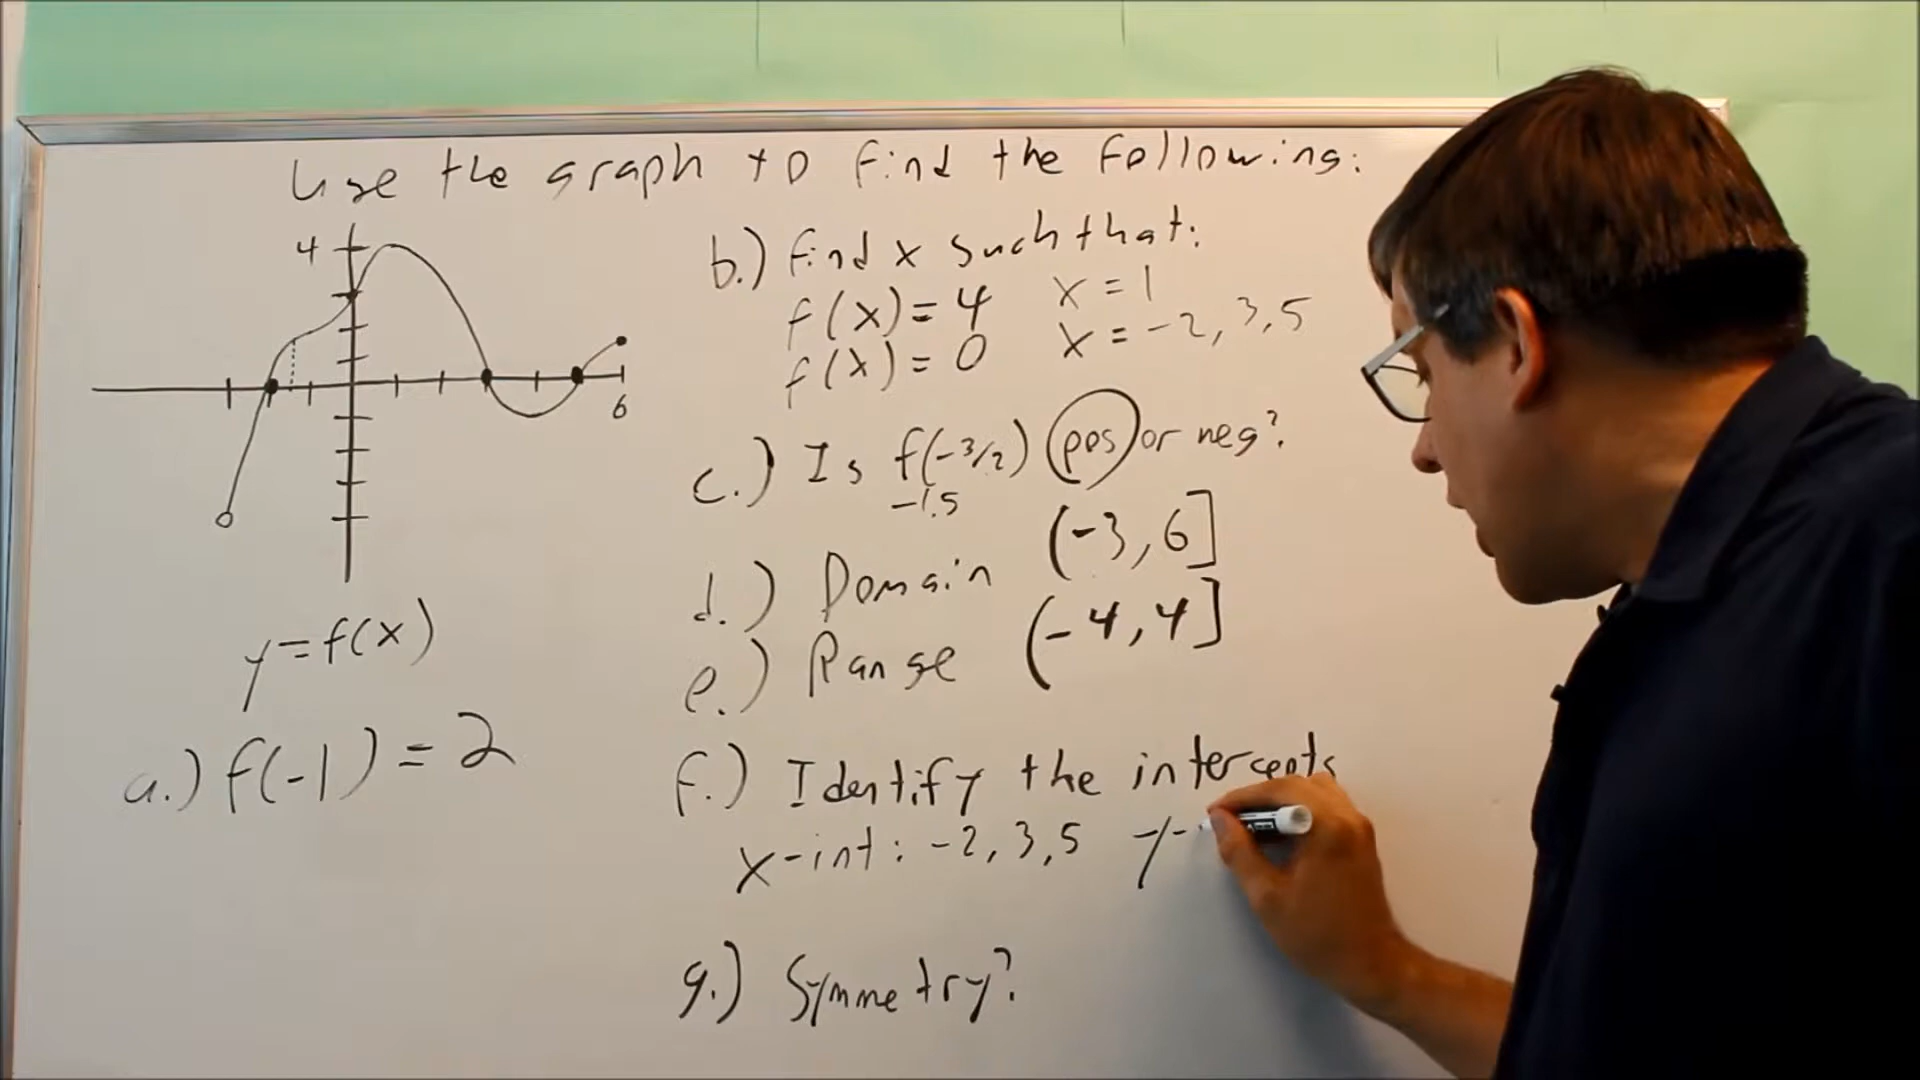 Use the graph to find the following:
4
6
y=f(x)
a.) f(-1) = 2
b.) find x such that:
f(x) = 4 x = 1
f(x) = 0 x = -2, 3, 5
c.) Is f(-3/2) pos or neg?
-1.5
d.) Domain (-3, 6]
e.) Range (-4, 4]
f.) Identify the intercepts
x-int: -2, 3, 5 y-
g.) Symmetry?